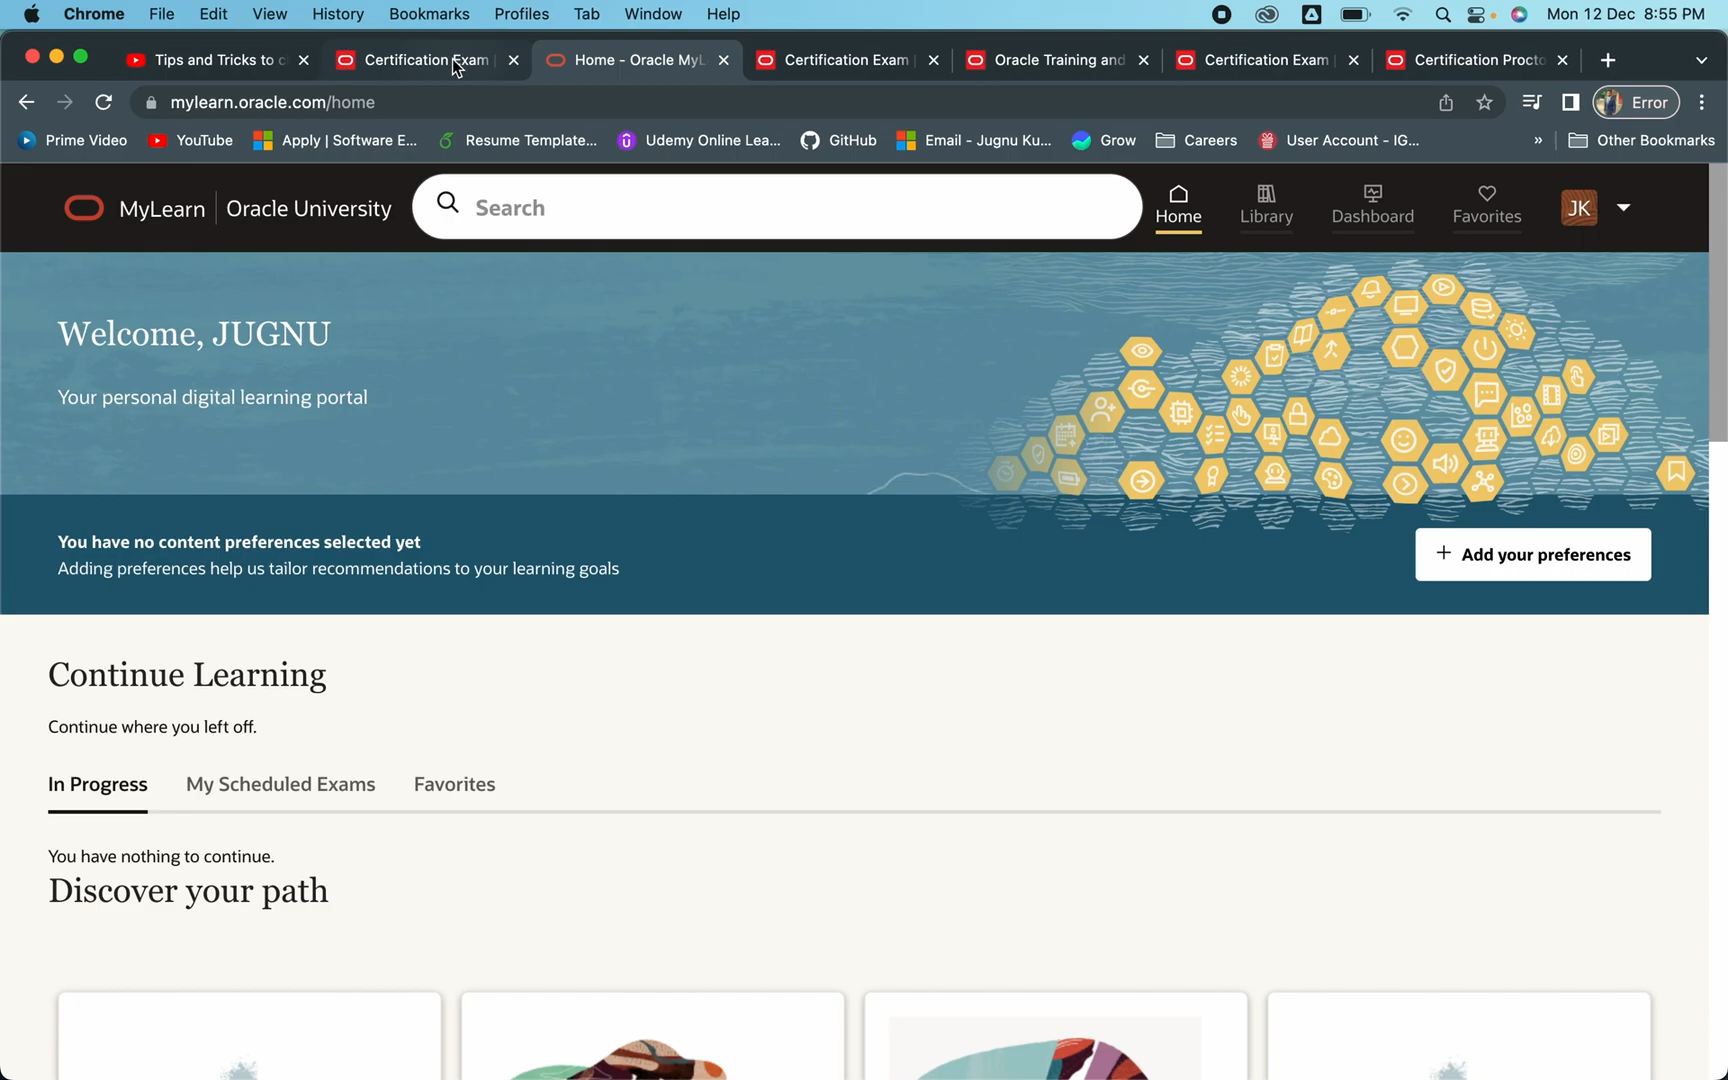 Chrome File Edit View History Bookmarks Profiles Tab Window Help Mon 12 Dec 8:55 PM
Tips and Tricks to Certification Exam Home - Oracle MyL Certification Exam Oracle Training and Certification Exam Certification Procto
mylearn.oracle.com/home Error
Prime Video YouTube Apply | Software E... Resume Template... Udemy Online Lea... GitHub Email - Jugnu Ku... Grow Careers User Account - IG... » Other Bookmarks
MyLearn Oracle University Search Home Library Dashboard Favorites JK
Welcome, JUGNU
Your personal digital learning portal
You have no content preferences selected yet
Adding preferences help us tailor recommendations to your learning goals
+ Add your preferences
Continue Learning
Continue where you left off.
In Progress My Scheduled Exams Favorites
You have nothing to continue.
Discover your path